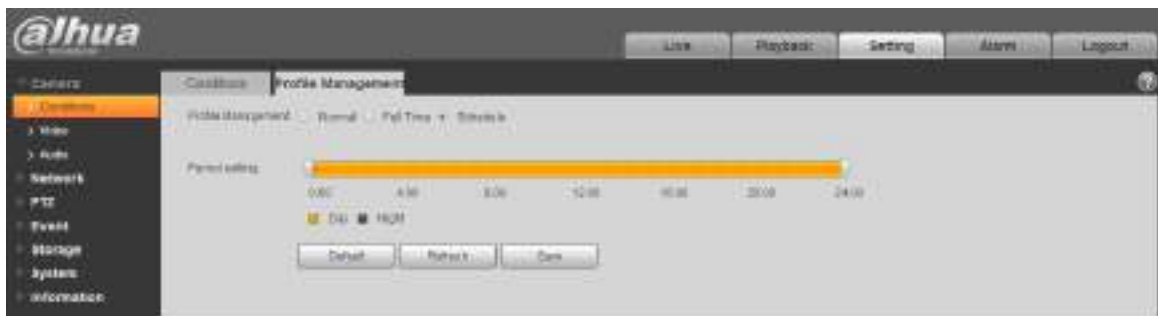 alhua
Live Playback Setting Alarm Logout
Camera Conditions Profile Management
Conditions
Profile Management Normal Full Time Schedule
Video
Audio
Period setting
Network
0:00 4:00 8:00 12:00 16:00 20:00 24:00
PTZ
Day Night
Event
Storage
Default Refresh Save
System
Information